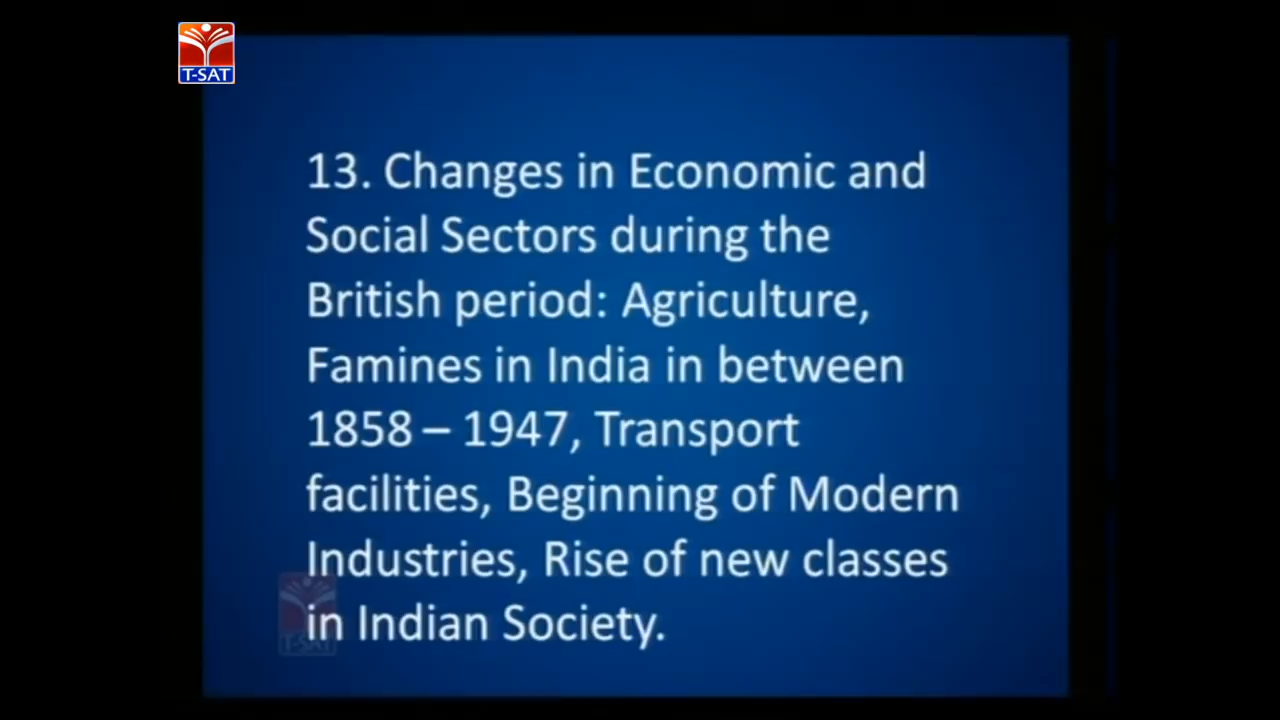 T-SAT
13. Changes in Economic and
Social Sectors during the
British period: Agriculture,
Famines in India in between
1858 – 1947, Transport
facilities, Beginning of Modern
Industries, Rise of new classes
in Indian Society.
T-SAT